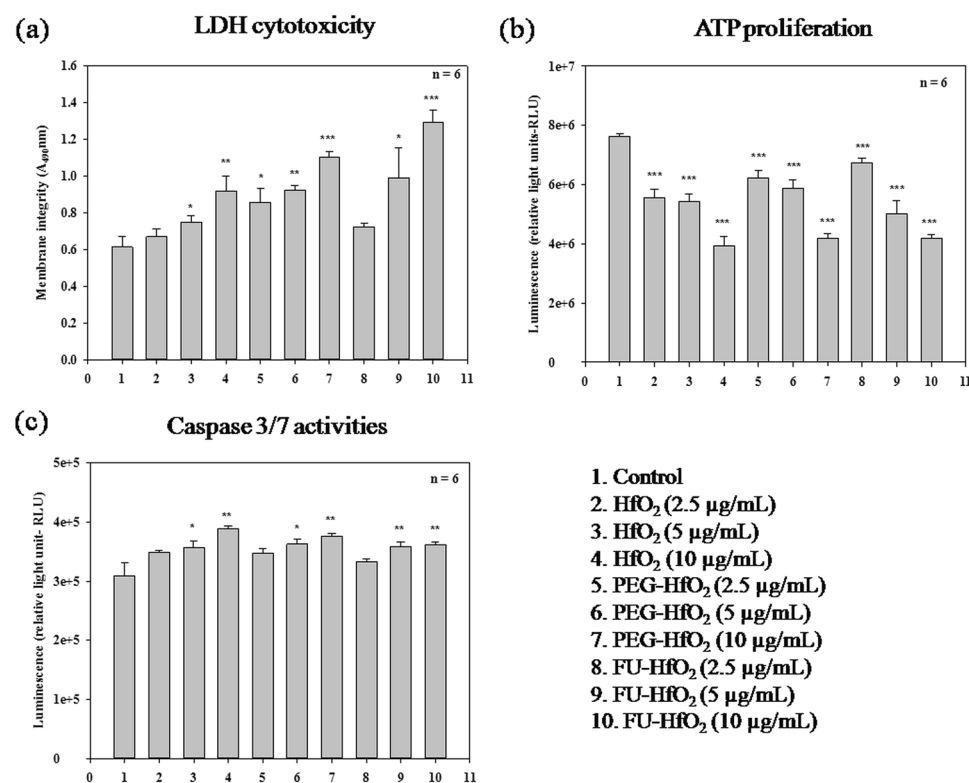 (a)
LDH cytotoxicity
n = 6
Membrane integrity (A₄₉₀nm)
1.6
1.4
1.2
1.0
0.8
0.6
0.4
0.2
0.0
*
**
*
**
***
*
***
0 1 2 3 4 5 6 7 8 9 10 11
(b)
ATP proliferation
n = 6
Luminescence (relative light units-RLU)
1e+7
8e+6
6e+6
4e+6
2e+6
0
***
***
***
***
***
***
***
***
***
0 1 2 3 4 5 6 7 8 9 10 11
(c)
Caspase 3/7 activities
n = 6
Luminescence (relative light unit- RLU)
5e+5
4e+5
3e+5
2e+5
1e+5
0
*
**
*
**
**
**
0 1 2 3 4 5 6 7 8 9 10 11
1. Control
2. HfO₂ (2.5 µg/mL)
3. HfO₂ (5 µg/mL)
4. HfO₂ (10 µg/mL)
5. PEG-HfO₂ (2.5 µg/mL)
6. PEG-HfO₂ (5 µg/mL)
7. PEG-HfO₂ (10 µg/mL)
8. FU-HfO₂ (2.5 µg/mL)
9. FU-HfO₂ (5 µg/mL)
10. FU-HfO₂ (10 µg/mL)